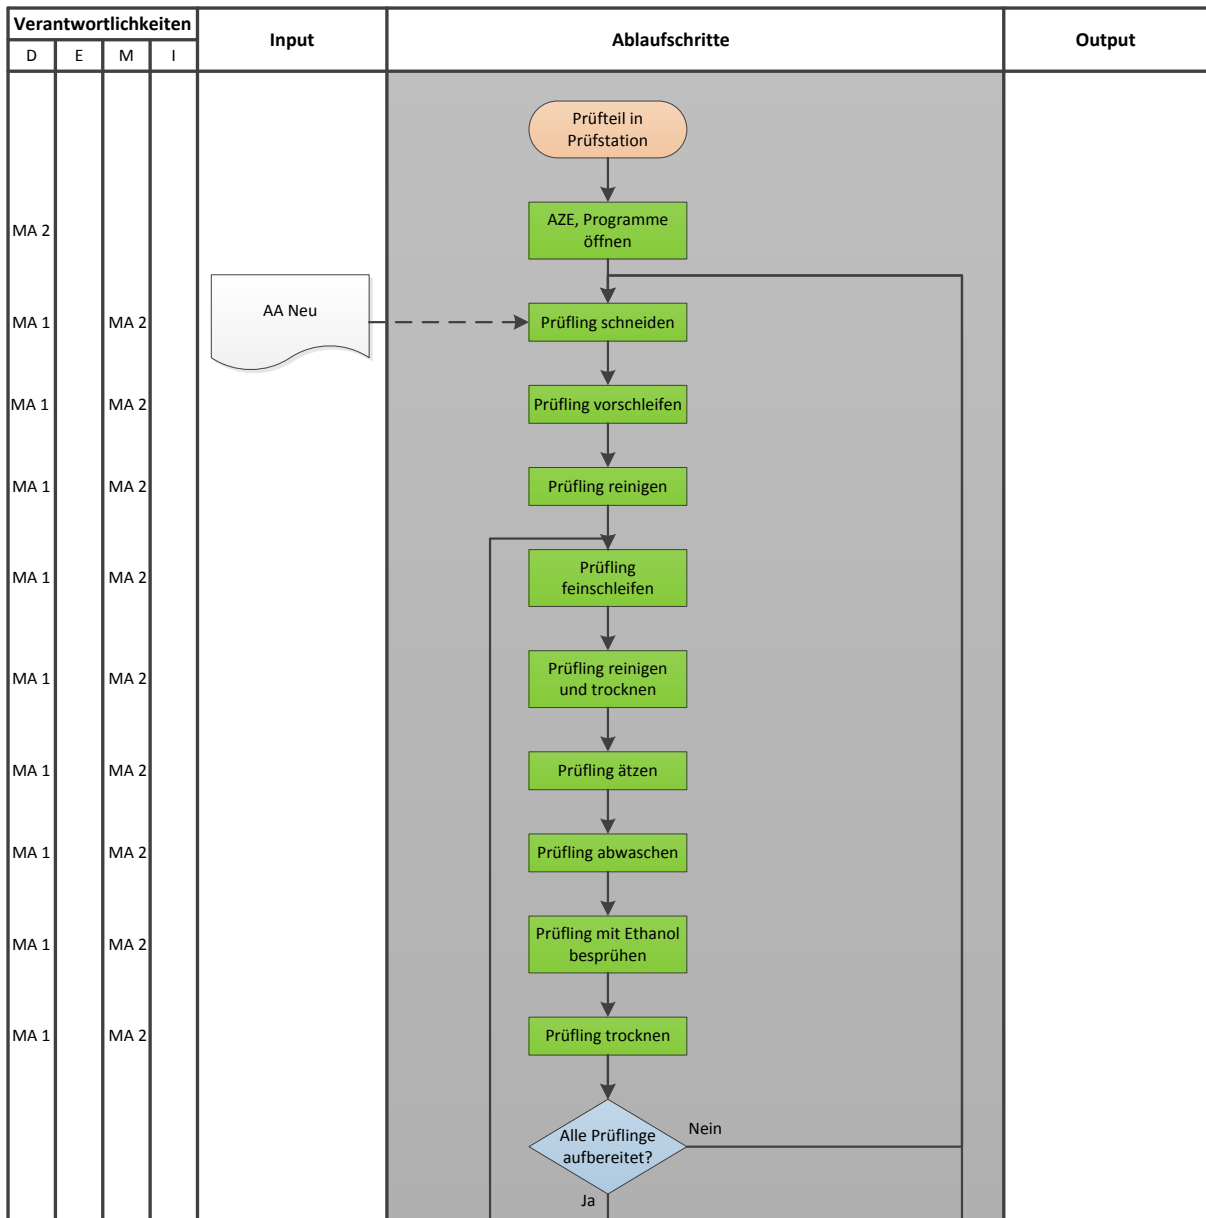 Verantwortlichkeiten
Input
Ablaufschritte
Output
D
E
M
I
Prüfteil in
Prüfstation
MA 2
AZE, Programme
öffnen
AA Neu
MA 1
MA 2
Prüfling schneiden
MA 1
MA 2
Prüfling vorschleifen
MA 1
MA 2
Prüfling reinigen
MA 1
MA 2
Prüfling
feinschleifen
MA 1
MA 2
Prüfling reinigen
und trocknen
MA 1
MA 2
Prüfling ätzen
MA 1
MA 2
Prüfling abwaschen
MA 1
MA 2
Prüfling mit Ethanol
besprühen
MA 1
MA 2
Prüfling trocknen
Alle Prüflinge
aufbereitet?
Nein
Ja